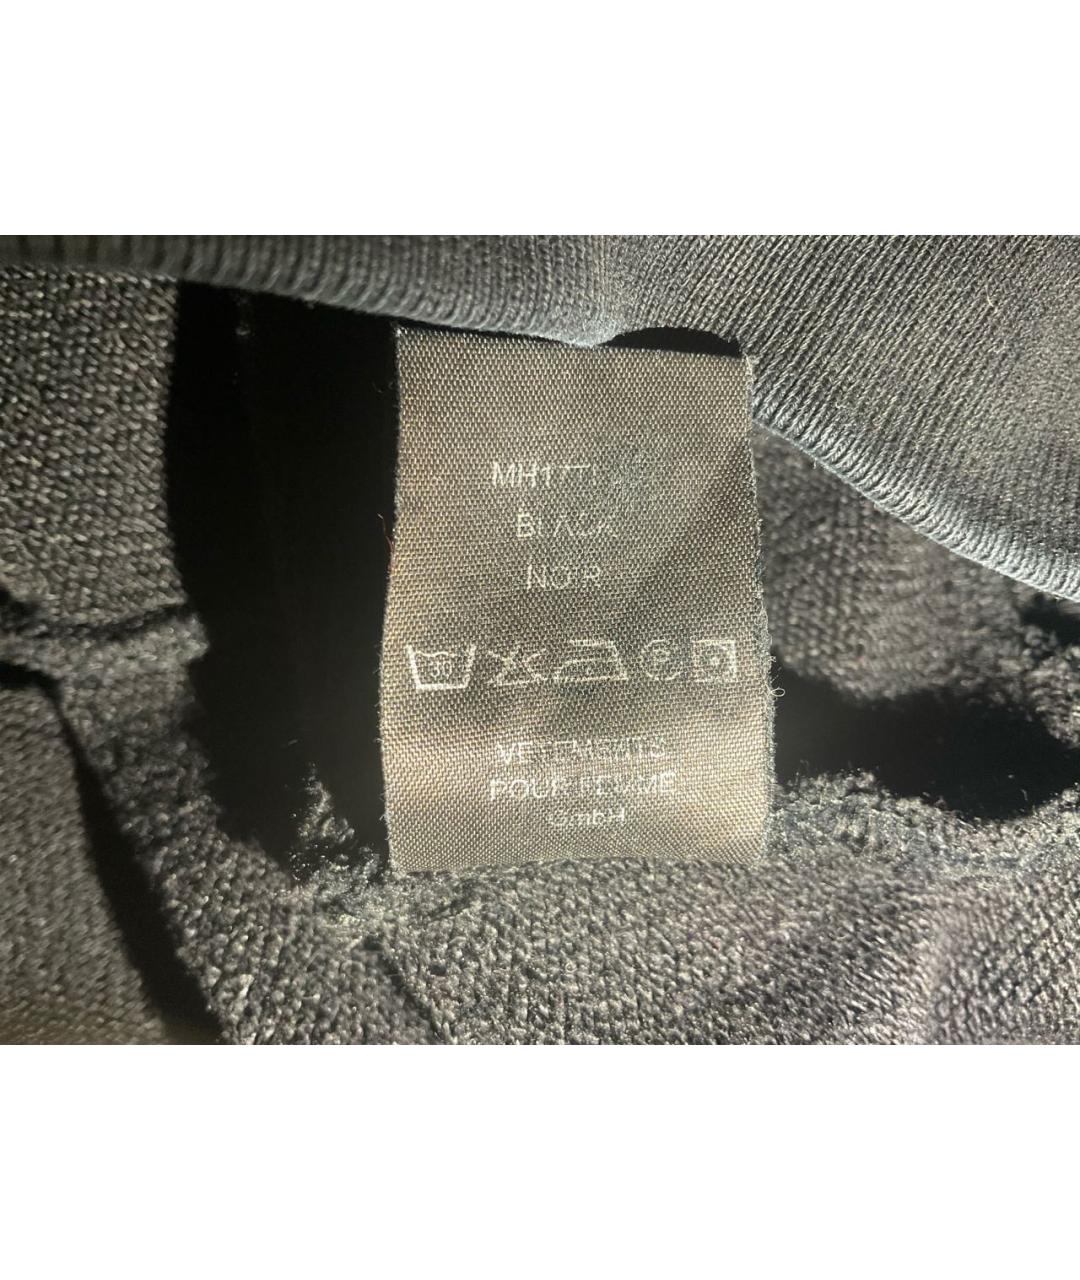 BLACK
NOIR
VETEMENTS
POUR FEMME
GmbH